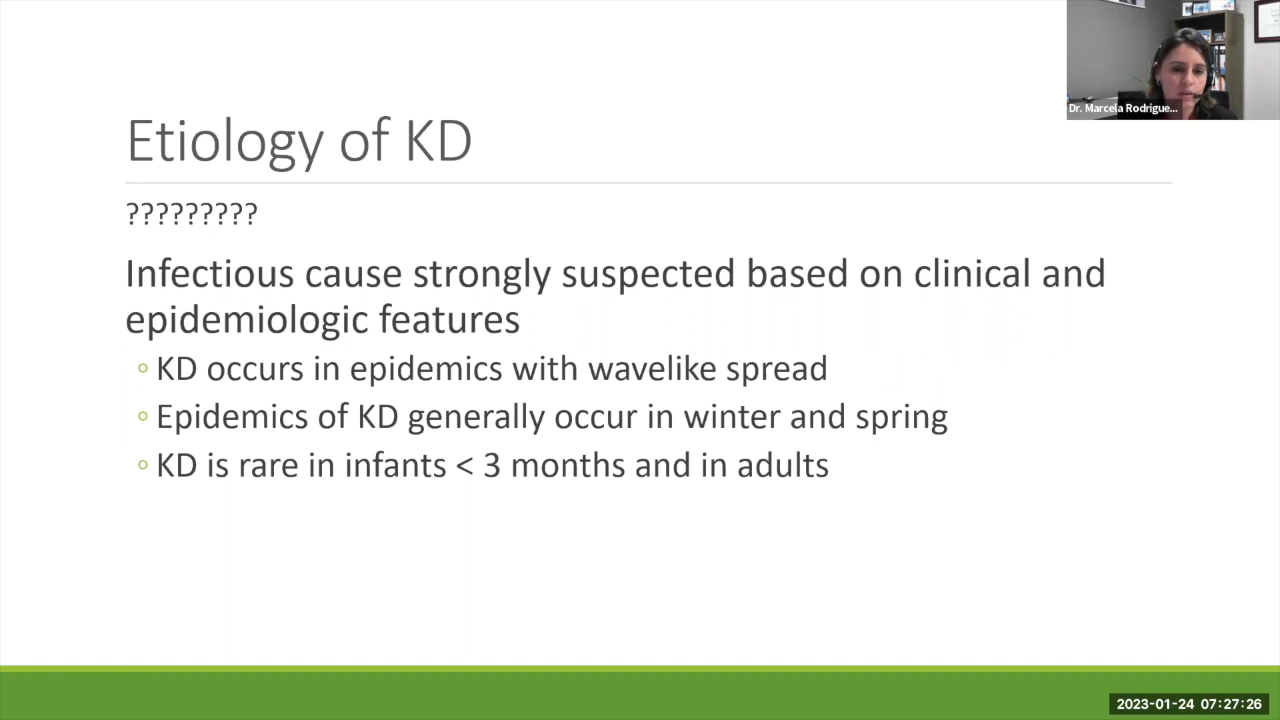 Dr. Marcela Rodrigue...
Etiology of KD
?????????
Infectious cause strongly suspected based on clinical and
epidemiologic features
◦ KD occurs in epidemics with wavelike spread
◦ Epidemics of KD generally occur in winter and spring
◦ KD is rare in infants < 3 months and in adults
2023-01-24 07:27:26